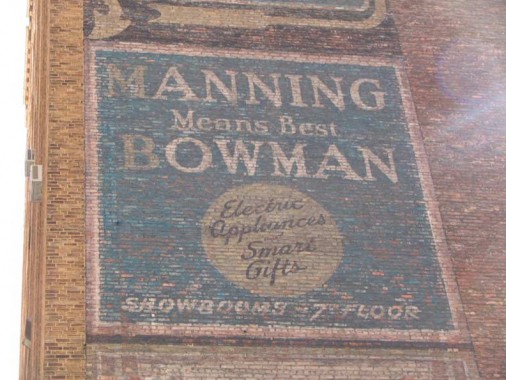 MANNING
Means Best
BOWMAN
Electric
Appliances
Smart
Gifts
SHOWROOMS - 7TH FLOOR